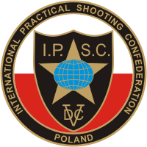 INTERNATIONAL PRACTICAL SHOOTING CONFEDERATION
I.P. S.C.
DVC
POLAND